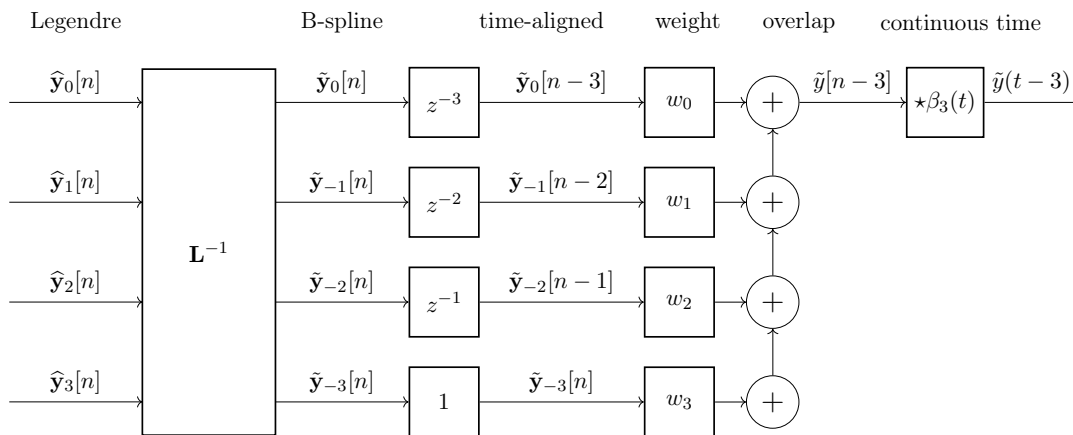 Legendre B-spline time-aligned weight overlap continuous time
ŷ₀[n] ỹ₀[n] z⁻³ ỹ₀[n − 3] w₀ + ỹ[n − 3] ⋆β₃(t) ỹ(t − 3)
ŷ₁[n] ỹ₋₁[n] z⁻² ỹ₋₁[n − 2] w₁ +
L⁻¹
ŷ₂[n] ỹ₋₂[n] z⁻¹ ỹ₋₂[n − 1] w₂ +
ŷ₃[n] ỹ₋₃[n] 1 ỹ₋₃[n] w₃ +